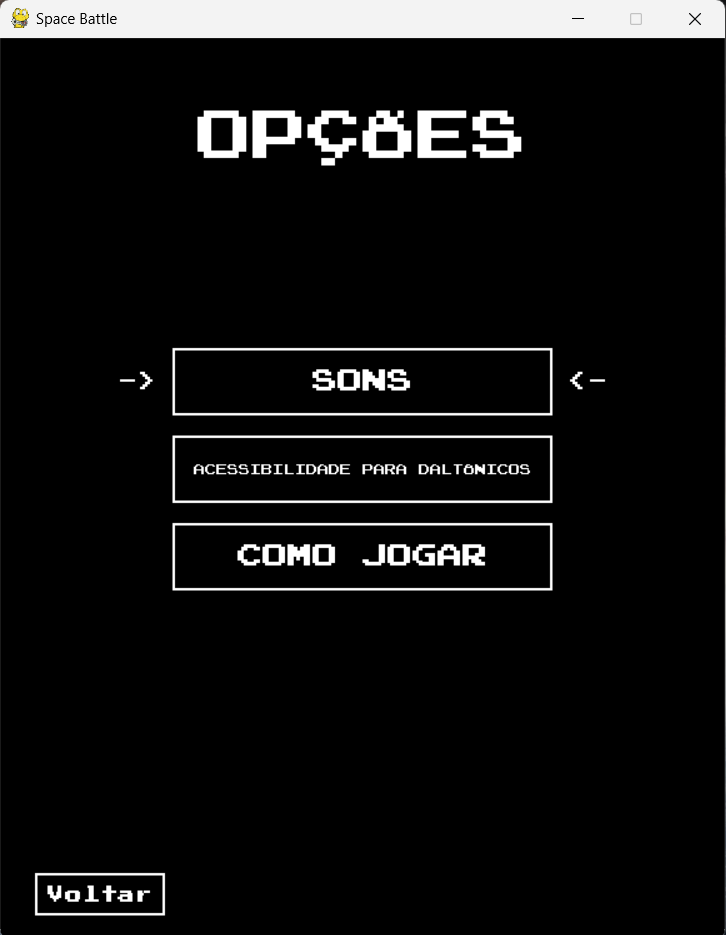 Space Battle
OPÇÕES
-> SONS <-
ACESSIBILIDADE PARA DALTÔNICOS
COMO JOGAR
Voltar